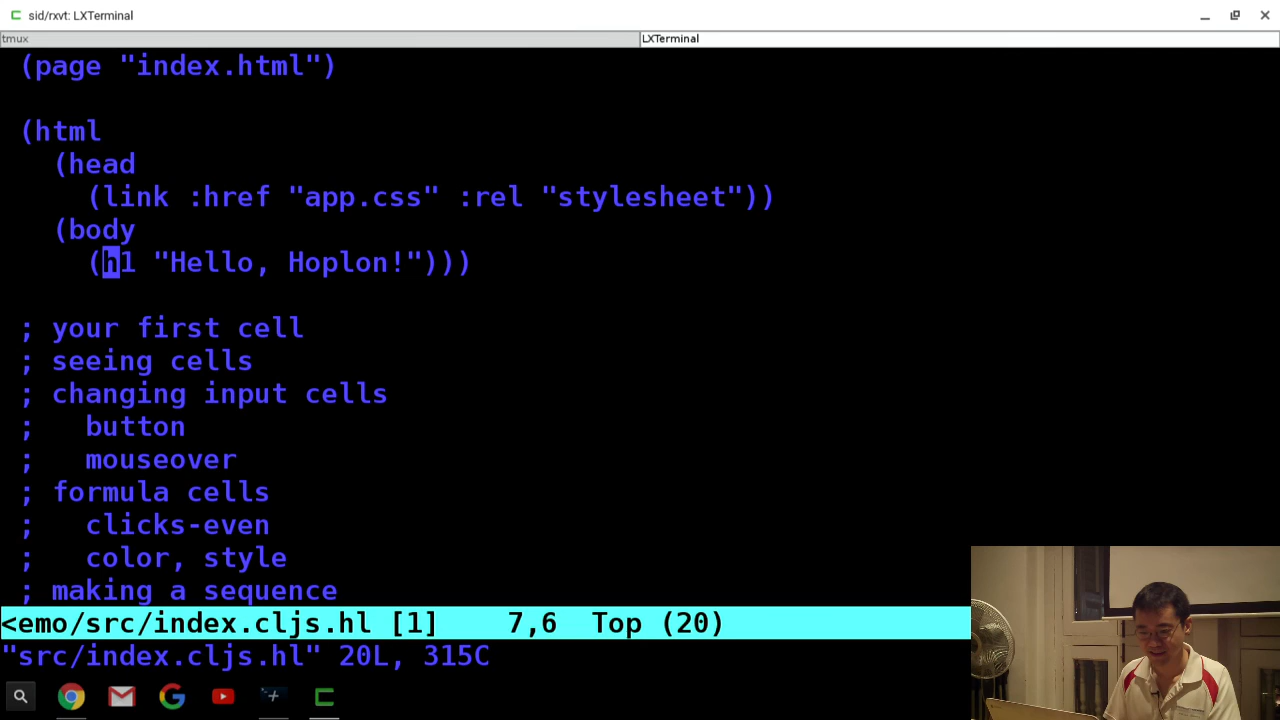 sid/rxvt: LXTerminal
tmux
LXTerminal
(page "index.html")
(html
(head
(link :href "app.css" :rel "stylesheet"))
(body
(h1 "Hello, Hoplon!")))
; your first cell
; seeing cells
; changing input cells
; button
; mouseover
; formula cells
; clicks-even
; color, style
; making a sequence
<emo/src/index.cljs.hl [1] 7,6 Top (20)
"src/index.cljs.hl" 20L, 315C